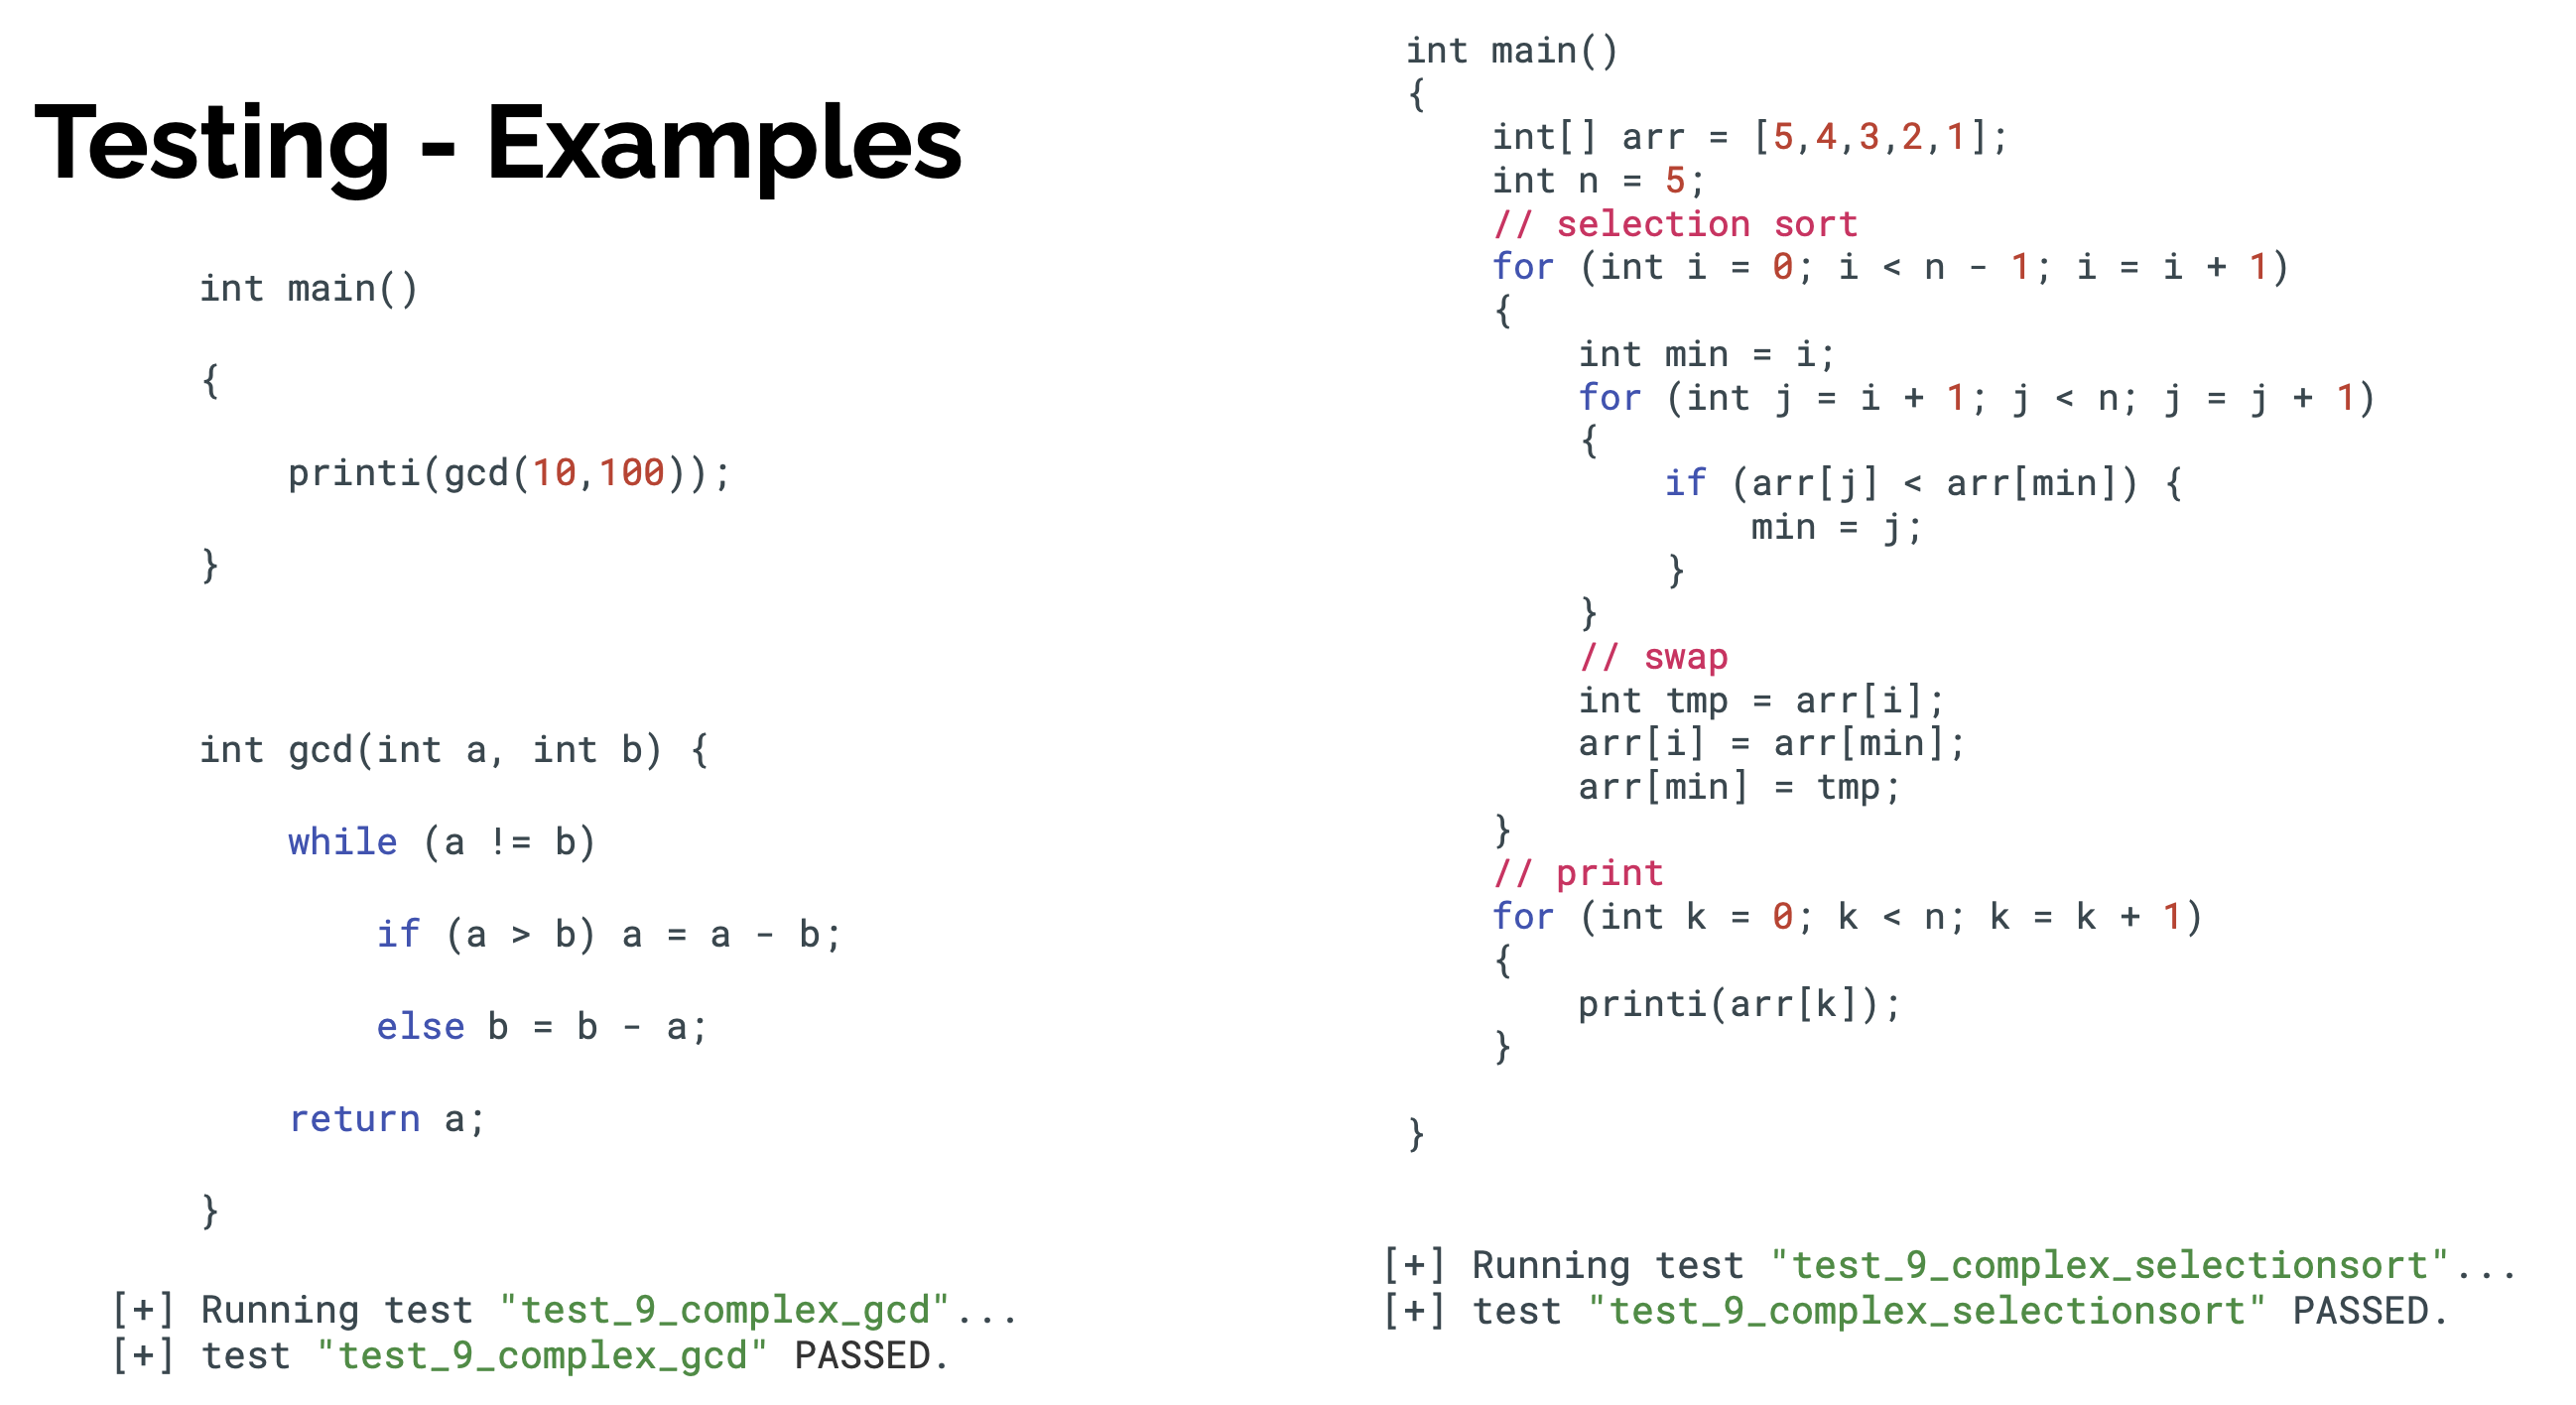 Testing - Examples
int main()
{
    printi(gcd(10,100));
}
int gcd(int a, int b) {
    while (a != b)
        if (a > b) a = a - b;
        else b = b - a;
    return a;
}
[+] Running test "test_9_complex_gcd"...
[+] test "test_9_complex_gcd" PASSED.
int main()
{
    int[] arr = [5,4,3,2,1];
    int n = 5;
    // selection sort
    for (int i = 0; i < n - 1; i = i + 1)
    {
        int min = i;
        for (int j = i + 1; j < n; j = j + 1)
        {
            if (arr[j] < arr[min]) {
                min = j;
            }
        }
        // swap
        int tmp = arr[i];
        arr[i] = arr[min];
        arr[min] = tmp;
    }
    // print
    for (int k = 0; k < n; k = k + 1)
    {
        printi(arr[k]);
    }
}
[+] Running test "test_9_complex_selectionsort"...
[+] test "test_9_complex_selectionsort" PASSED.